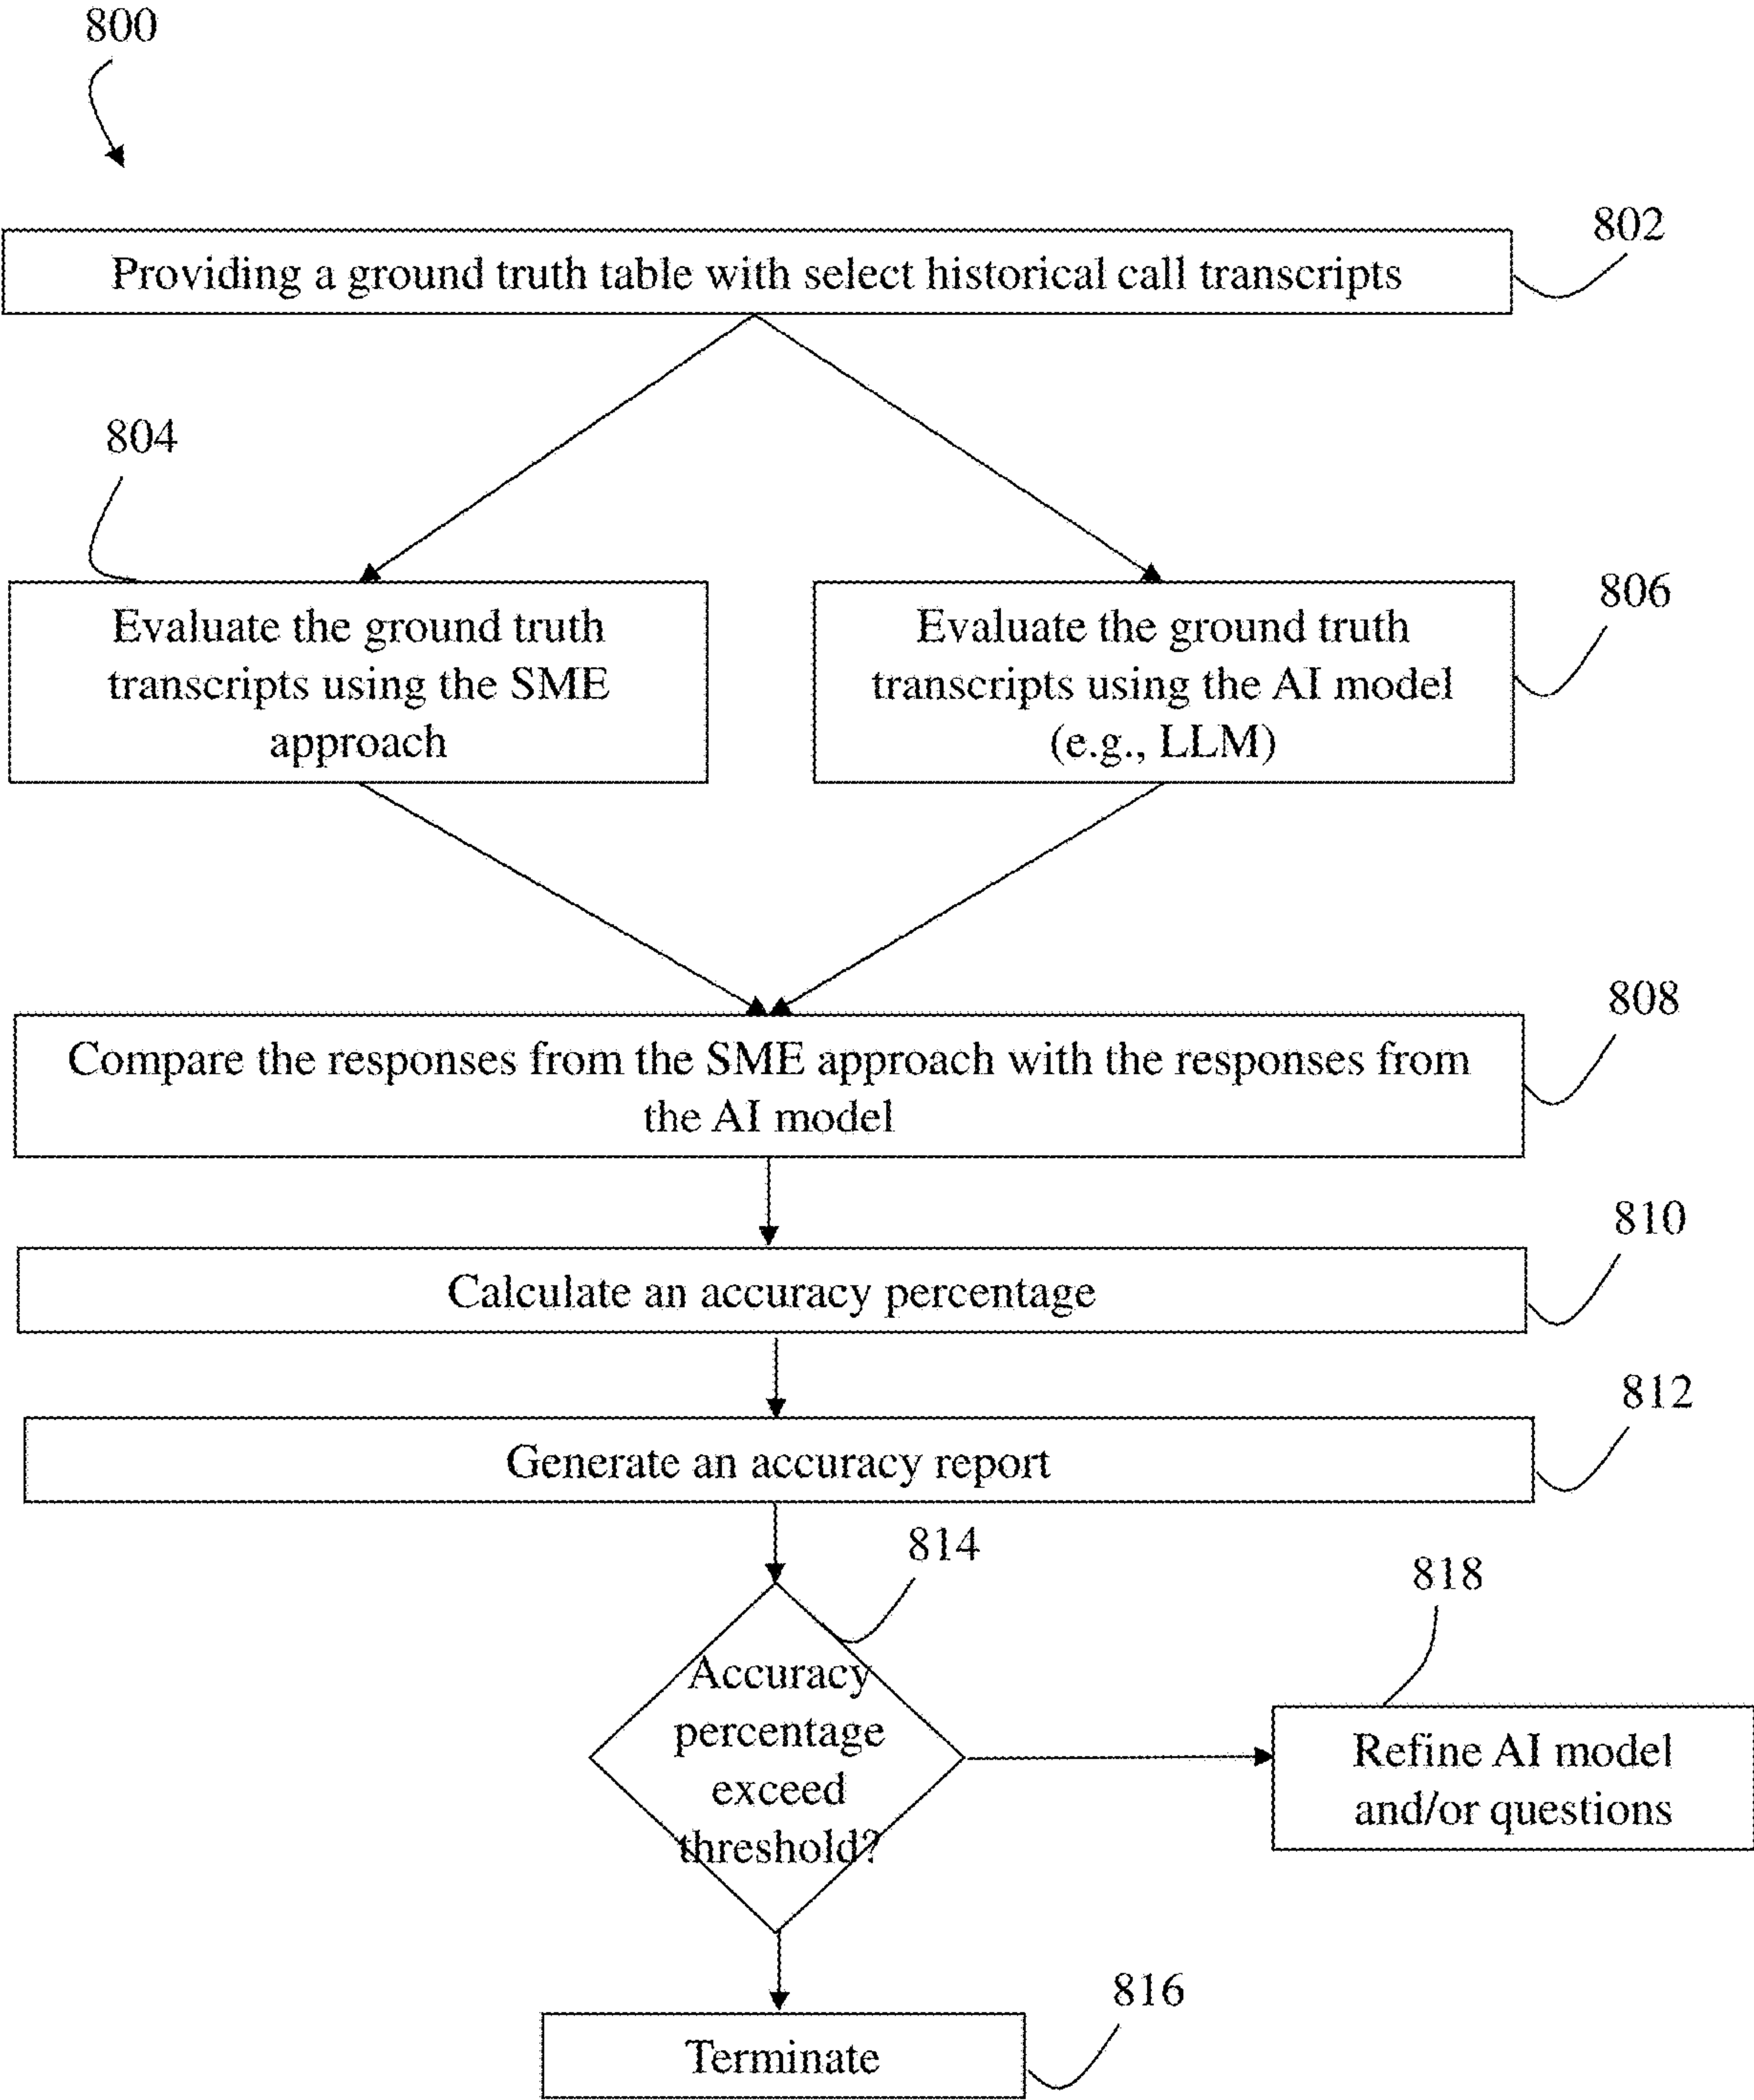 800
802
Providing a ground truth table with select historical call transcripts
804
806
Evaluate the ground truth
transcripts using the SME
approach
Evaluate the ground truth
transcripts using the AI model
(e.g., LLM)
808
Compare the responses from the SME approach with the responses from
the AI model
810
Calculate an accuracy percentage
812
Generate an accuracy report
814
818
Accuracy
percentage
exceed
threshold?
Refine AI model
and/or questions
816
Terminate